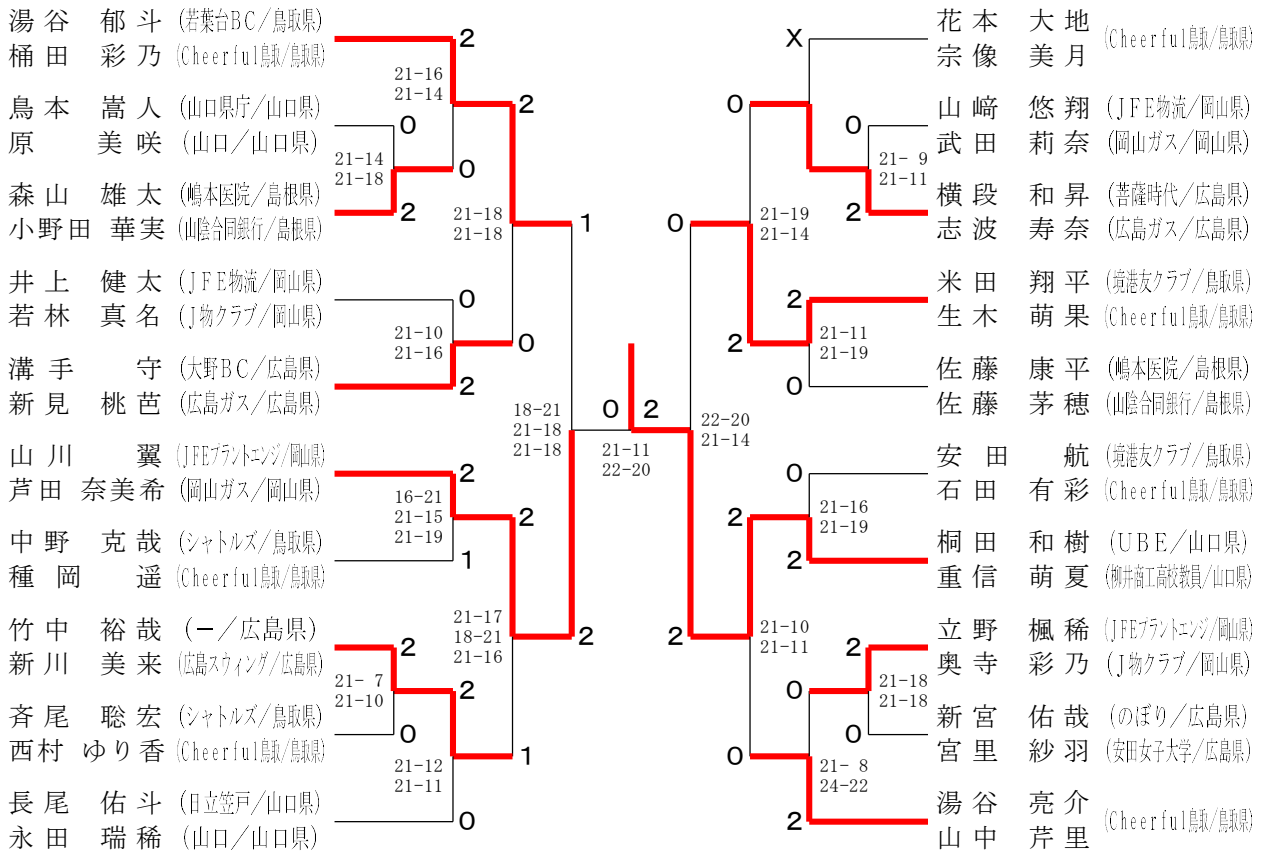 湯谷 郁斗 (若葉台BC/鳥取県)
桶田 彩乃 (Cheerful鳥取/鳥取県)
2
21-16
21-14
2
鳥本 嵩人 (山口県庁/山口県)
原 美咲 (山口/山口県)
0
21-14
21-18
0
森山 雄太 (嶋本医院/島根県)
小野田 華実 (山陰合同銀行/島根県)
2
21-18
21-18
1
井上 健太 (JFE物流/岡山県)
若林 真名 (J物クラブ/岡山県)
0
21-10
21-16
0
溝手 守 (大野BC/広島県)
新見 桃芭 (広島ガス/広島県)
2
18-21
21-18
21-18
山川 翼 (JFEプラントエンジ/岡山県)
芦田 奈美希 (岡山ガス/岡山県)
2
16-21
21-15
21-19
2
中野 克哉 (シャトルズ/鳥取県)
種岡 遥 (Cheerful鳥取/鳥取県)
1
21-17
18-21
21-16
2
竹中 裕哉 (ー/広島県)
新川 美来 (広島スウィング/広島県)
2
21- 7
21-10
2
斉尾 聡宏 (シャトルズ/鳥取県)
西村 ゆり香 (Cheerful鳥取/鳥取県)
0
21-12
21-11
1
長尾 佑斗 (日立笠戸/山口県)
永田 瑞稀 (山口/山口県)
0
0 2
21-11
22-20
花本 大地
宗像 美月
(Cheerful鳥取/鳥取県)
X
0
山﨑 悠翔 (JFE物流/岡山県)
武田 莉奈 (岡山ガス/岡山県)
0
21- 9
21-11
横段 和昇 (菩薩時代/広島県)
志波 寿奈 (広島ガス/広島県)
2
21-19
21-14
0
米田 翔平 (境港友クラブ/鳥取県)
生木 萌果 (Cheerful鳥取/鳥取県)
2
21-11
21-19
2
佐藤 康平 (嶋本医院/島根県)
佐藤 茅穂 (山陰合同銀行/島根県)
0
22-20
21-14
安田 航 (境港友クラブ/鳥取県)
石田 有彩 (Cheerful鳥取/鳥取県)
0
21-16
21-19
2
桐田 和樹 (UBE/山口県)
重信 萌夏 (柳井商工高校教員/山口県)
2
21-10
21-11
2
立野 楓稀 (JFEプラントエンジ/岡山県)
奥寺 彩乃 (J物クラブ/岡山県)
2
21-18
21-18
0
新宮 佑哉 (のぼり/広島県)
宮里 紗羽 (安田女子大学/広島県)
0
21- 8
24-22
0
湯谷 亮介
山中 芹里
(Cheerful鳥取/鳥取県)
2